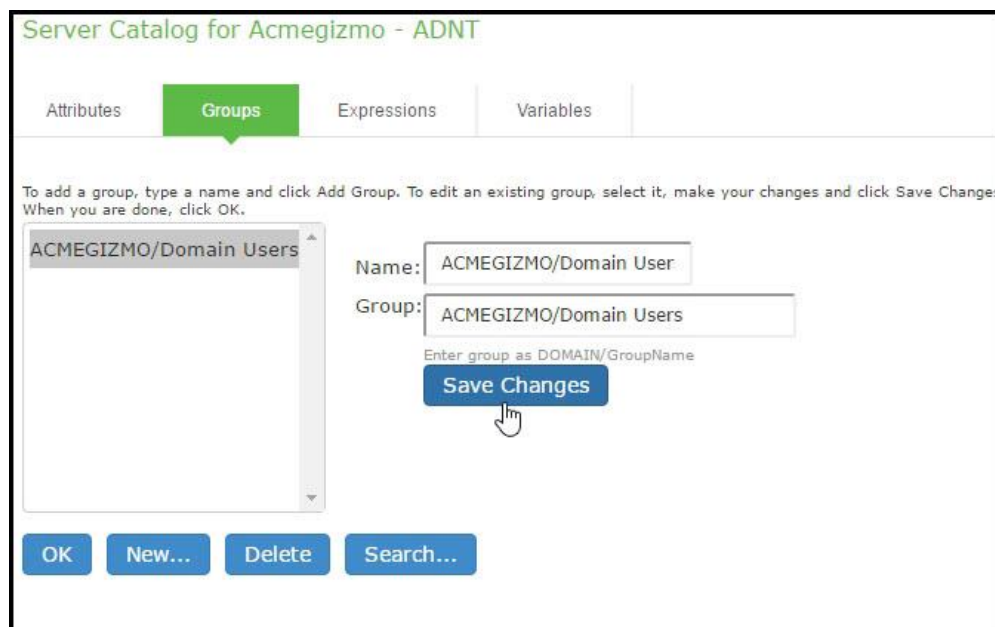 Server Catalog for Acmegizmo - ADNT
Attributes Groups Expressions Variables
To add a group, type a name and click Add Group. To edit an existing group, select it, make your changes and click Save Changes
When you are done, click OK.
ACMEGIZMO/Domain Users
Name: ACMEGIZMO/Domain User
Group: ACMEGIZMO/Domain Users
Enter group as DOMAIN/GroupName
Save Changes
OK New... Delete Search...